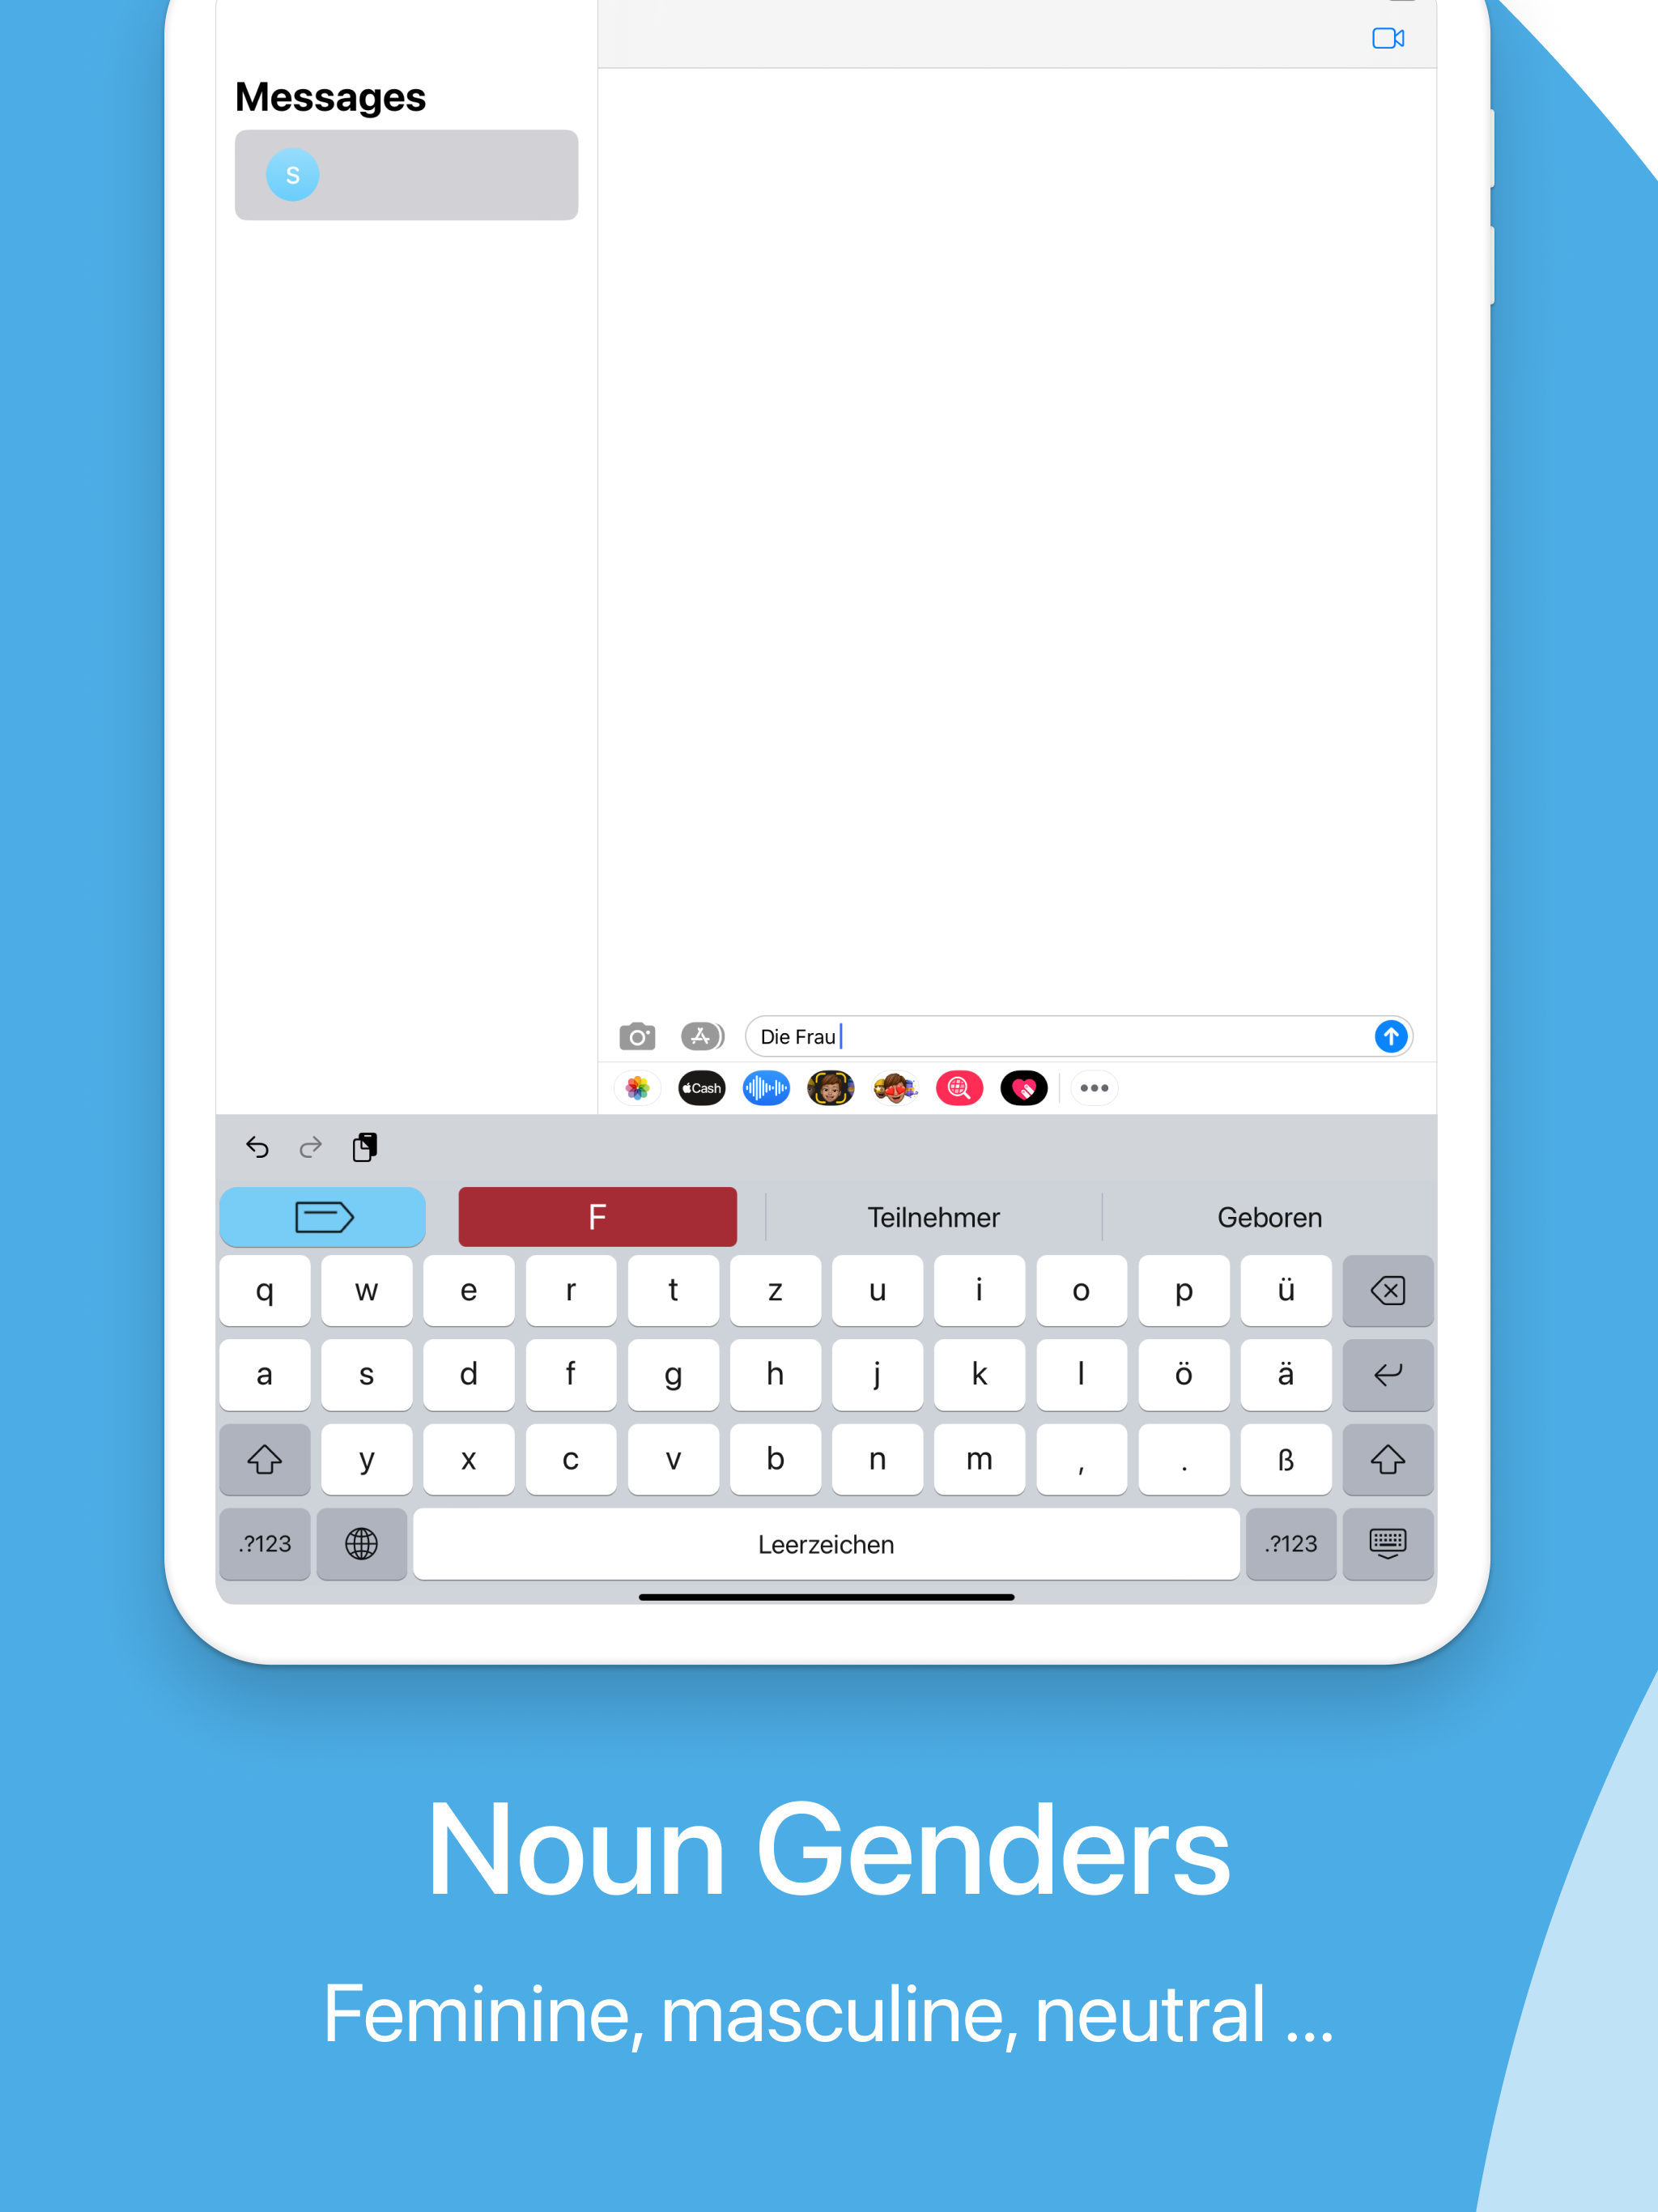 Messages
S
Die Frau
Cash
F
Teilnehmer
Geboren
q w e r t z u i o p ü
a s d f g h j k l ö ä
y x c v b n m , . ß
.?123
Leerzeichen
.?123
Noun Genders
Feminine, masculine, neutral ...